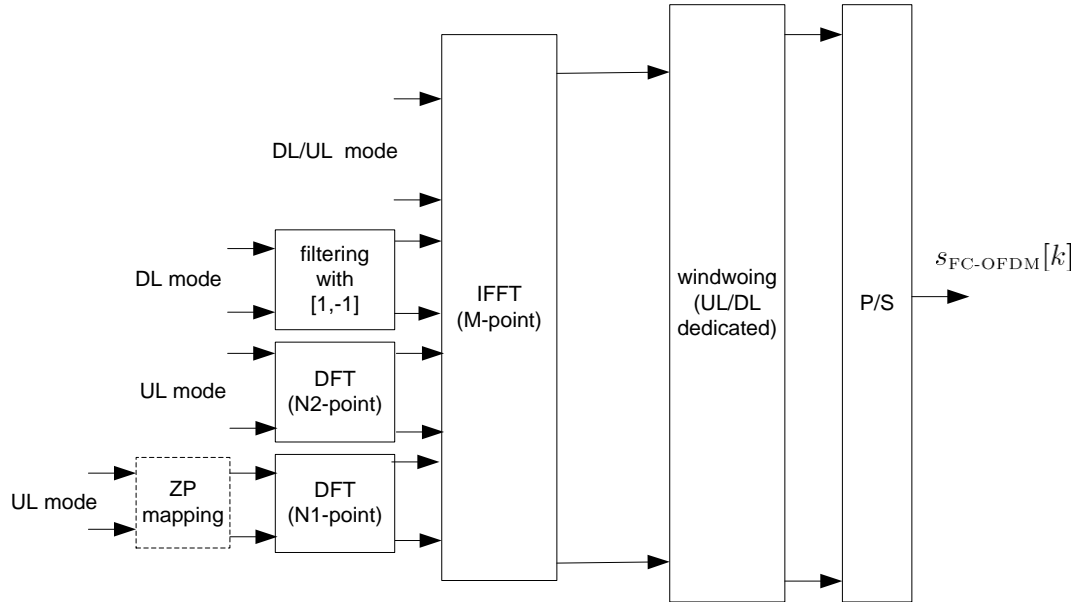 DL/UL mode
DL mode
filtering
with
[1,-1]
UL mode
DFT
(N2-point)
UL mode
ZP
mapping
DFT
(N1-point)
IFFT
(M-point)
windwoing
(UL/DL
dedicated)
P/S
s_FC-OFDM[k]